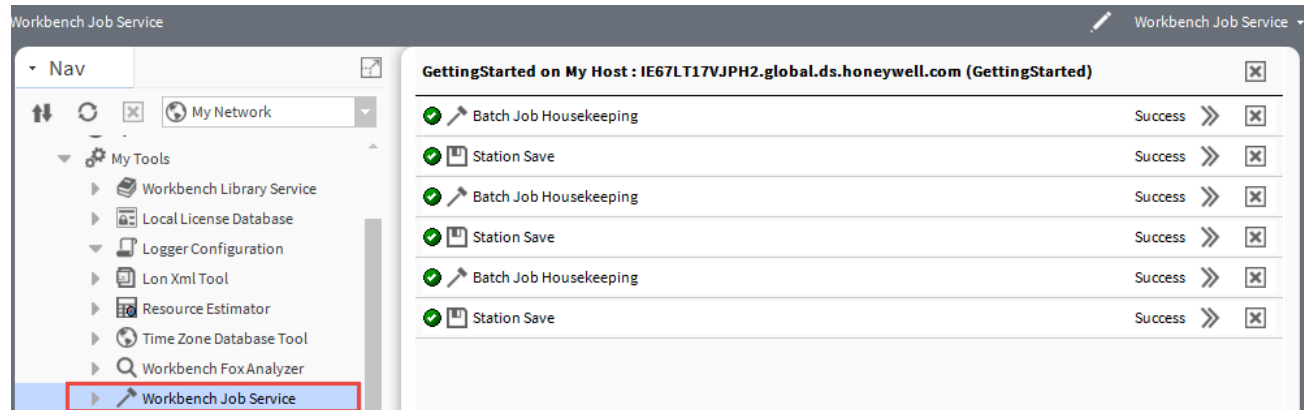 Workbench Job Service
Workbench Job Service
Nav
My Network
My Tools
Workbench Library Service
Local License Database
Logger Configuration
Lon Xml Tool
Resource Estimator
Time Zone Database Tool
Workbench Fox Analyzer
Workbench Job Service
GettingStarted on My Host : IE67LT17VJPH2.global.ds.honeywell.com (GettingStarted)
Batch Job Housekeeping Success
Station Save Success
Batch Job Housekeeping Success
Station Save Success
Batch Job Housekeeping Success
Station Save Success